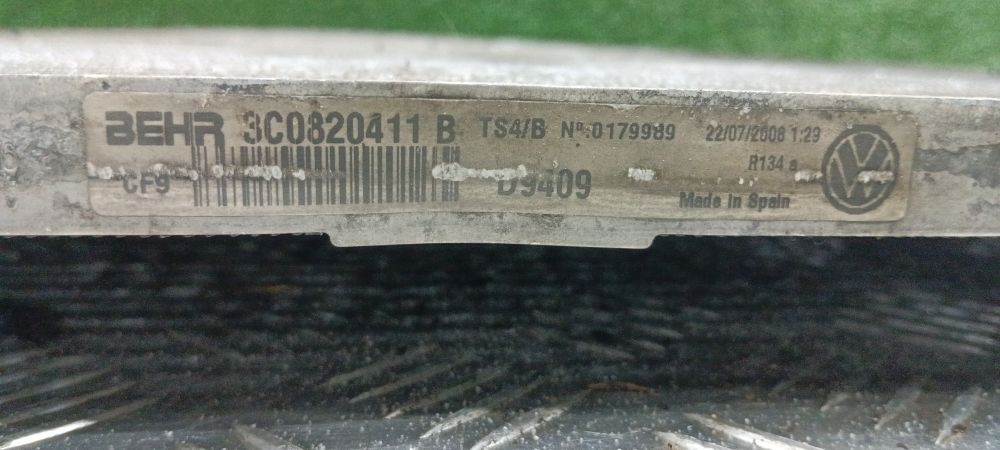 BEHR 3C0820411 B TS4/B Nº 0179989 22/07/2008 1:29
R134 a
CF9 D9409
Made in Spain